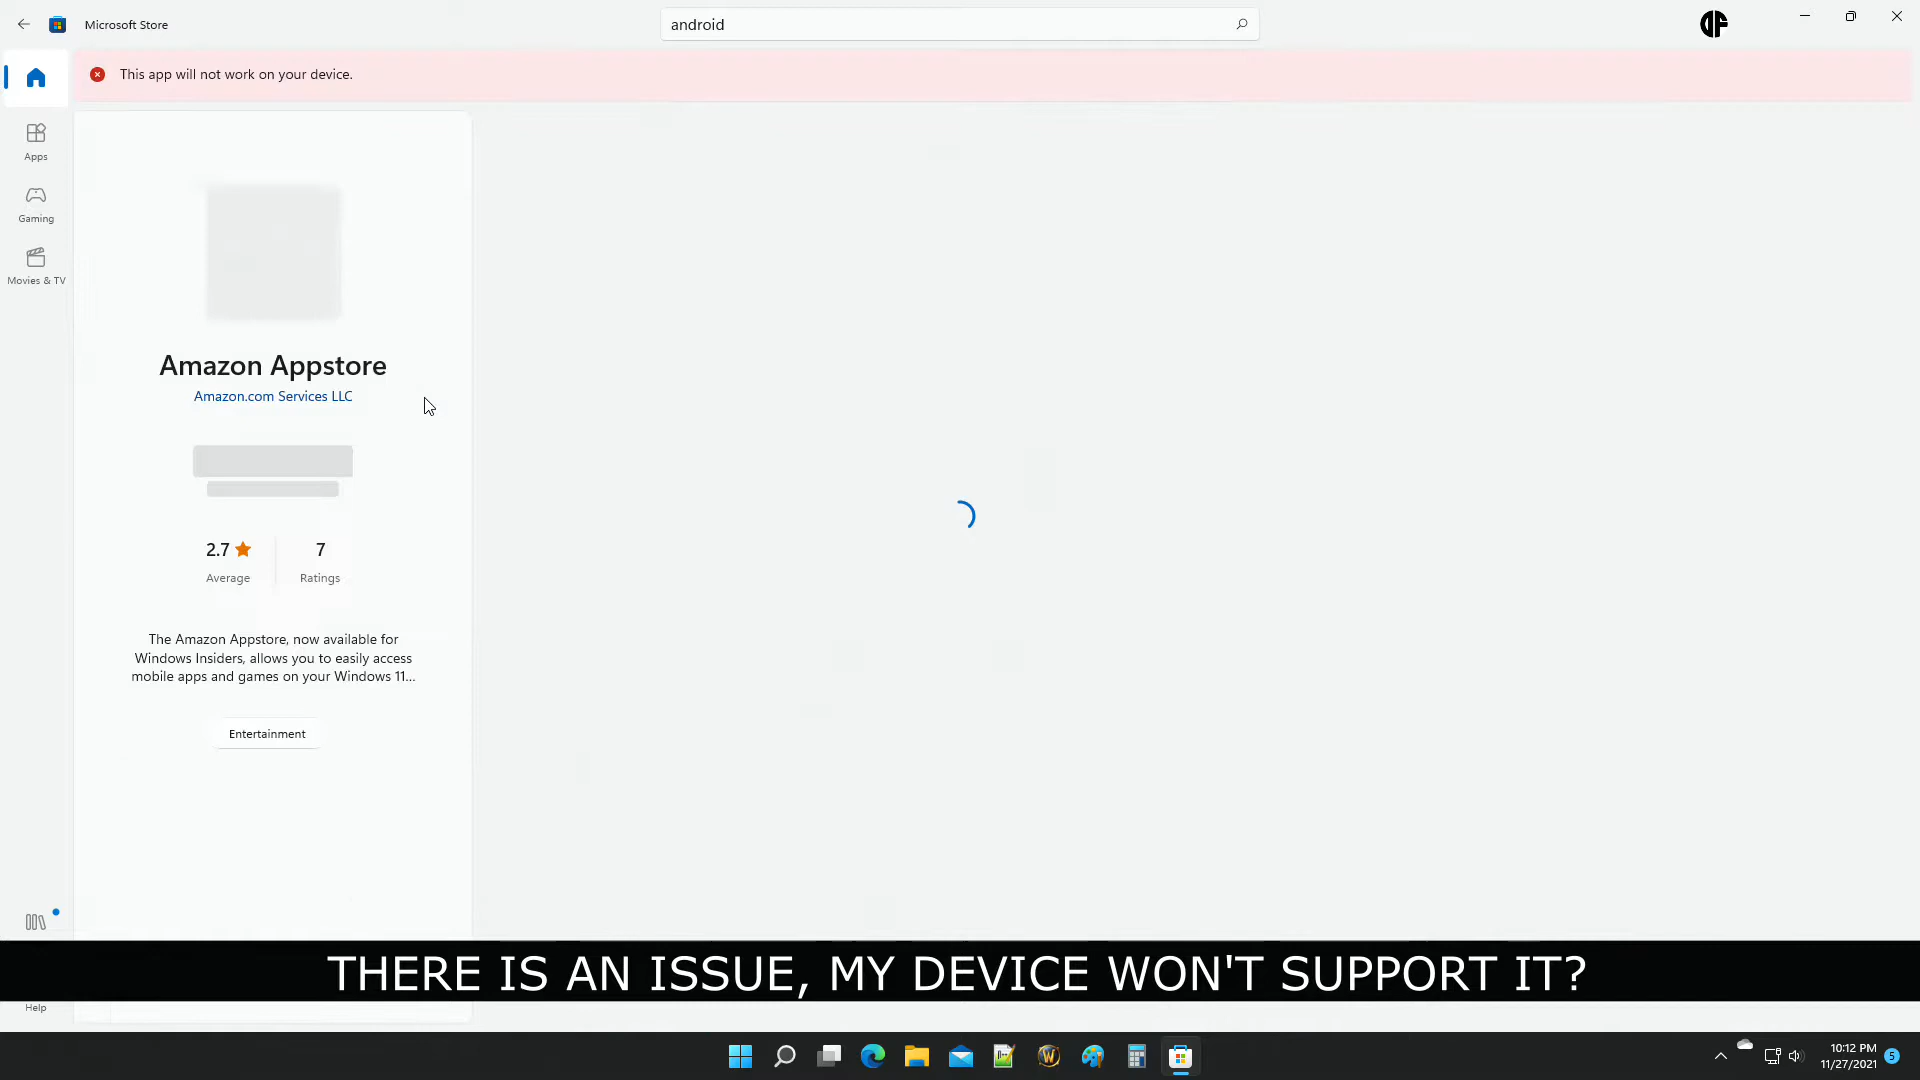 Microsoft Store
android
This app will not work on your device.
Apps
Gaming
Movies & TV
Amazon Appstore
Amazon.com Services LLC
2.7
7
Average
Ratings
The Amazon Appstore, now available for
Windows Insiders, allows you to easily access
mobile apps and games on your Windows 11...
Entertainment
THERE IS AN ISSUE, MY DEVICE WON'T SUPPORT IT?
Help
10:12 PM
11/27/2021
5